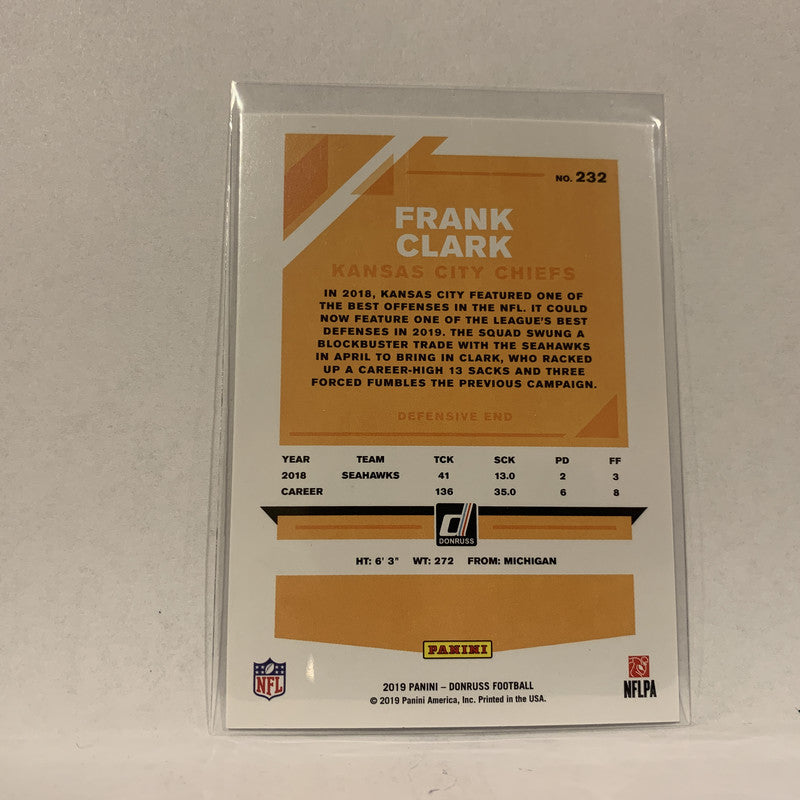 NO. 232
FRANK
CLARK
KANSAS CITY CHIEFS
IN 2018, KANSAS CITY FEATURED ONE OF
THE BEST OFFENSES IN THE NFL. IT COULD
NOW FEATURE ONE OF THE LEAGUE'S BEST
DEFENSES IN 2019. THE SQUAD SWUNG A
BLOCKBUSTER TRADE WITH THE SEAHAWKS
IN APRIL TO BRING IN CLARK, WHO RACKED
UP A CAREER-HIGH 13 SACKS AND THREE
FORCED FUMBLES THE PREVIOUS CAMPAIGN.
DEFENSIVE END
YEAR TEAM TCK SCK PD FF
2018 SEAHAWKS 41 13.0 2 3
CAREER 136 35.0 6 8
d
DONRUSS
HT: 6' 3" WT: 272 FROM: MICHIGAN
PANINI
NFL
NFLPA
2019 PANINI – DONRUSS FOOTBALL
© 2019 Panini America, Inc. Printed in the USA.